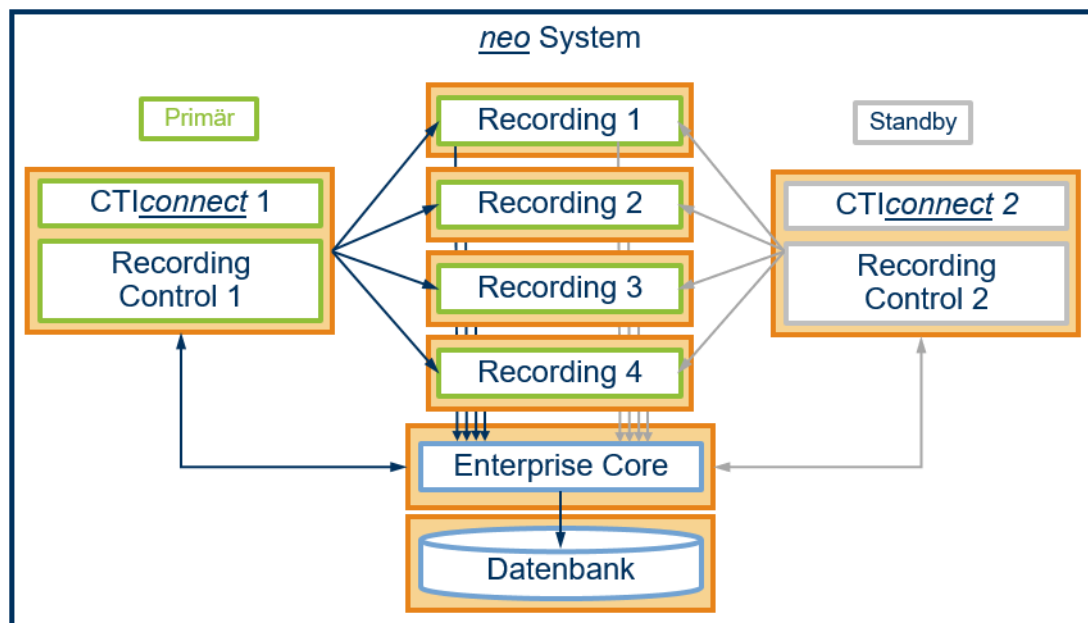 neo System
Primär
Standby
CTIconnect 1
Recording
Control 1
Recording 1
Recording 2
Recording 3
Recording 4
CTIconnect 2
Recording
Control 2
Enterprise Core
Datenbank